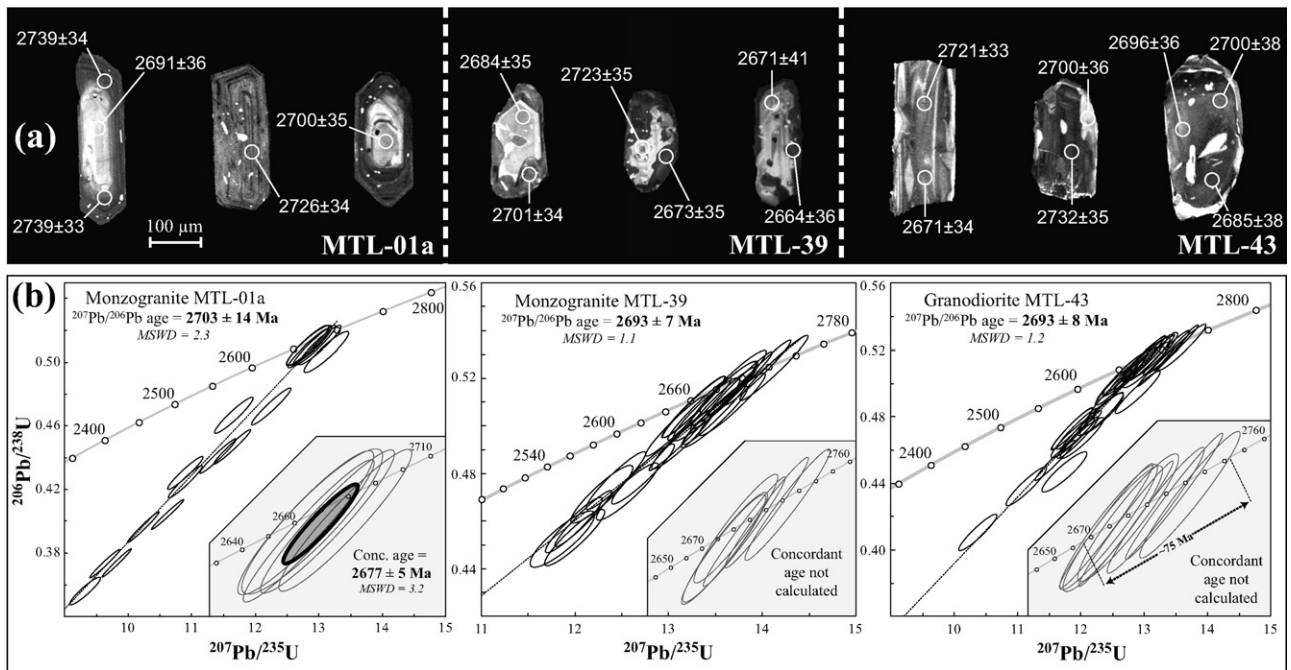 (a)
2739±34
2691±36
2700±35
2739±33
2726±34
100 µm
MTL-01a
2684±35
2723±35
2671±41
2701±34
2673±35
2664±36
MTL-39
2721±33
2700±36
2696±36
2700±38
2671±34
2732±35
2685±38
MTL-43
(b)
Monzogranite MTL-01a
207Pb/206Pb age = 2703 ± 14 Ma
MSWD = 2.3
2800
2600
2500
2400
0.50
0.46
0.42
0.38
206Pb/238U
2710
2660
2640
Conc. age =
2677 ± 5 Ma
MSWD = 3.2
10
11
12
13
14
15
207Pb/235U
0.56
Monzogranite MTL-39
207Pb/206Pb age = 2693 ± 7 Ma
MSWD = 1.1
2780
2660
2600
2540
0.52
0.48
0.44
2760
2670
2650
Concordant
age not
calculated
11
12
13
14
15
207Pb/235U
0.56
Granodiorite MTL-43
207Pb/206Pb age = 2693 ± 8 Ma
MSWD = 1.2
2800
2600
2500
2400
0.52
0.48
0.44
0.40
2760
2670
2650
~75 Ma
Concordant
age not
calculated
10
11
12
13
14
15
207Pb/235U